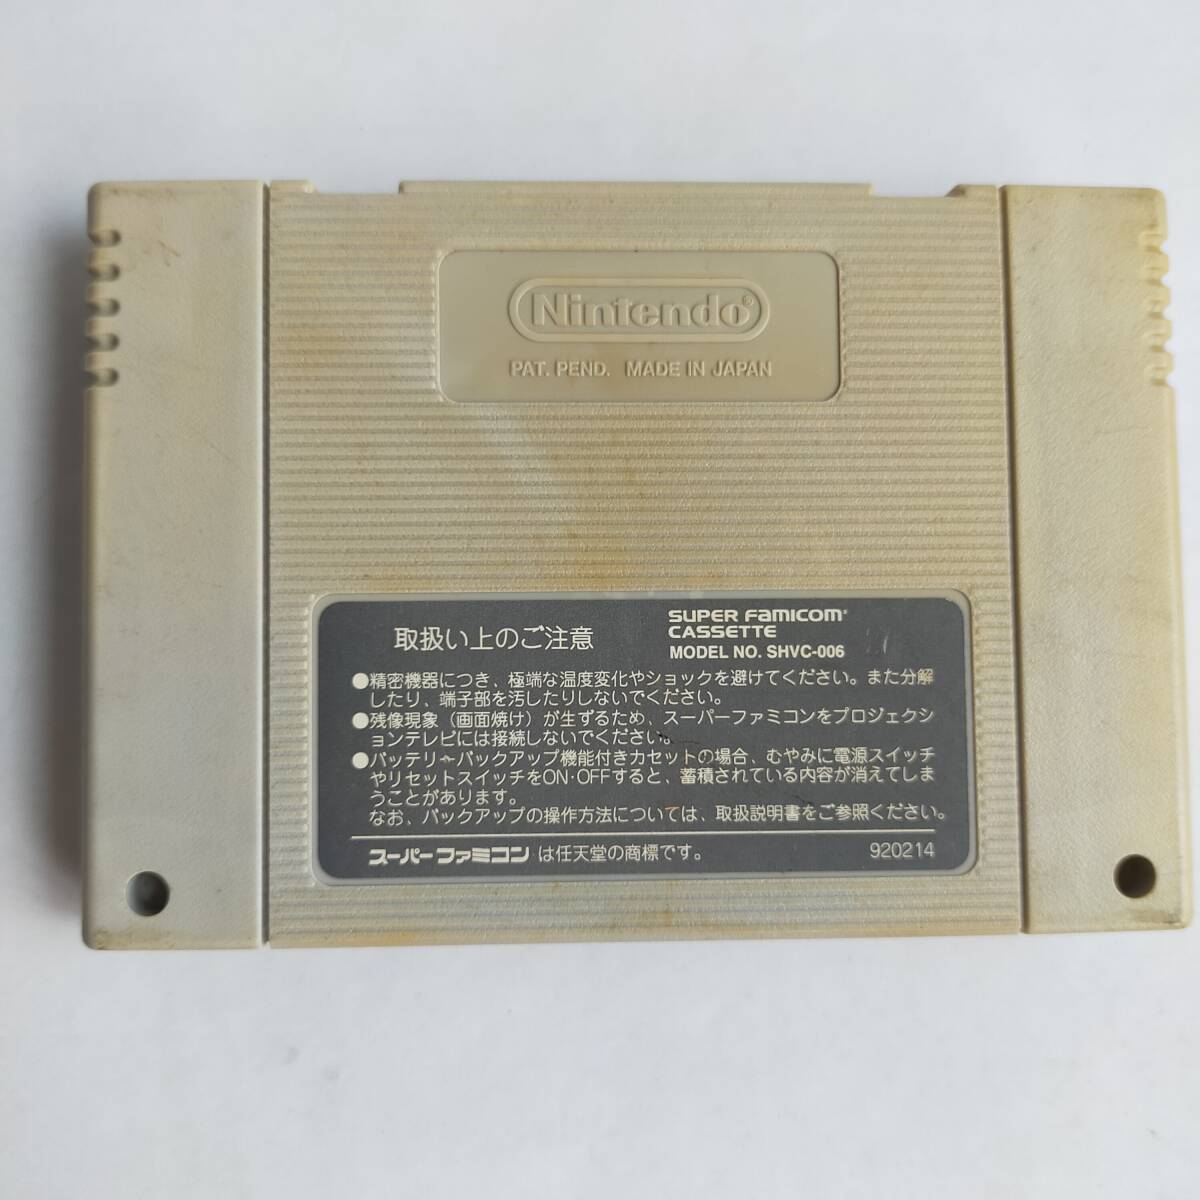 Nintendo®
PAT. PEND. MADE IN JAPAN
取扱い上のご注意
SUPER FAMICOM
CASSETTE
MODEL NO. SHVC-006
●精密機器につき、極端な温度変化やショックを避けてください。また分解
したり、端子部を汚したりしないでください。
●残像現象（画面焼け）が生ずるため、スーパーファミコンをプロジェクシ
ョンテレビには接続しないでください。
●バッテリーバックアップ機能付きカセットの場合、むやみに電源スイッチ
やリセットスイッチをON・OFFすると、蓄積されている内容が消えてしま
うことがあります。
なお、バックアップの操作方法については、取扱説明書をご参照ください。
スーパーファミコン は任天堂の商標です。
920214